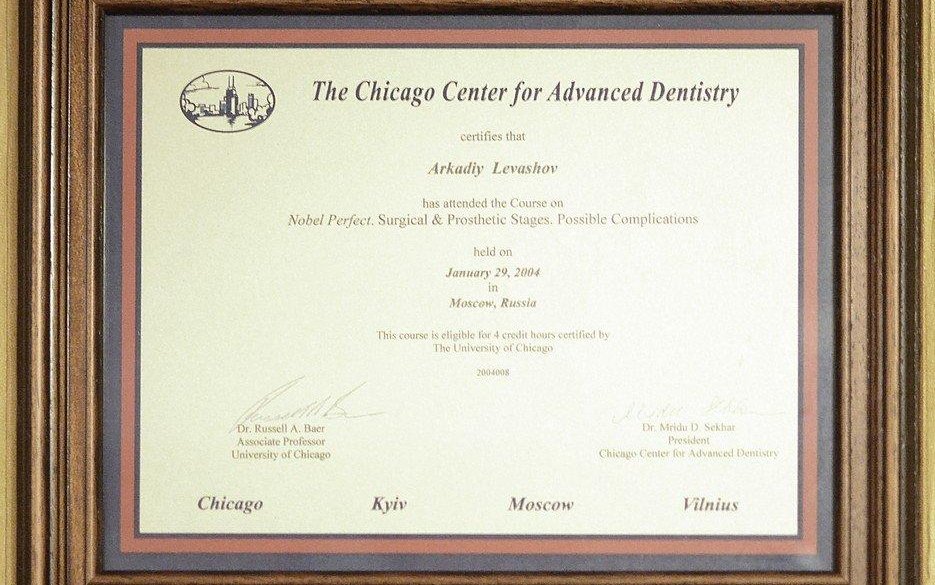 The Chicago Center for Advanced Dentistry
certifies that
Arkadiy Levashov
has attended the Course on
Nobel Perfect. Surgical & Prosthetic Stages. Possible Complications
held on
January 29, 2004
in
Moscow, Russia
This course is eligible for 4 credit hours certified by
The University of Chicago
2004008
Dr. Russell A. Baer
Associate Professor
University of Chicago
Dr. Mridu D. Sekhar
President
Chicago Center for Advanced Dentistry
Chicago Kyiv Moscow Vilnius